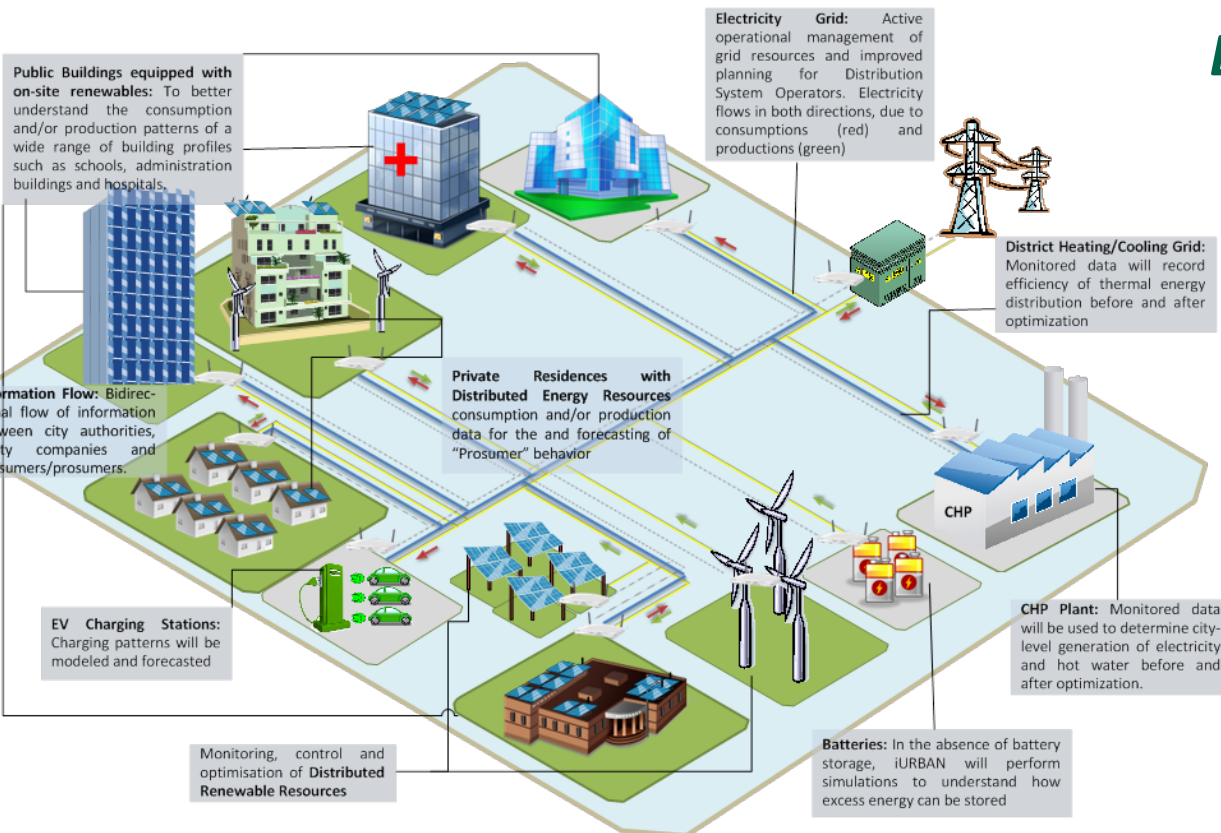 Public Buildings equipped with
on-site renewables: To better
understand the consumption
and/or production patterns of a
wide range of building profiles
such as schools, administration
buildings and hospitals.
Electricity Grid: Active
operational management of
grid resources and improved
planning for Distribution
System Operators. Electricity
flows in both directions, due to
consumptions (red) and
productions (green)
District Heating/Cooling Grid:
Monitored data will record
efficiency of thermal energy
distribution before and after
optimization
Private Residences with
Distributed Energy Resources
consumption and/or production
data for the and forecasting of
"Prosumer" behavior
Flow: Bidirec-
flow of information
city authorities,
companies and
CHP
EV Charging Stations:
Charging patterns will be
modeled and forecasted
CHP Plant: Monitored data
will be used to determine city-
level generation of electricity
and hot water before and
after optimization.
Monitoring, control and
optimisation of Distributed
Renewable Resources
Batteries: In the absence of battery
storage, iURBAN will perform
simulations to understand how
excess energy can be stored